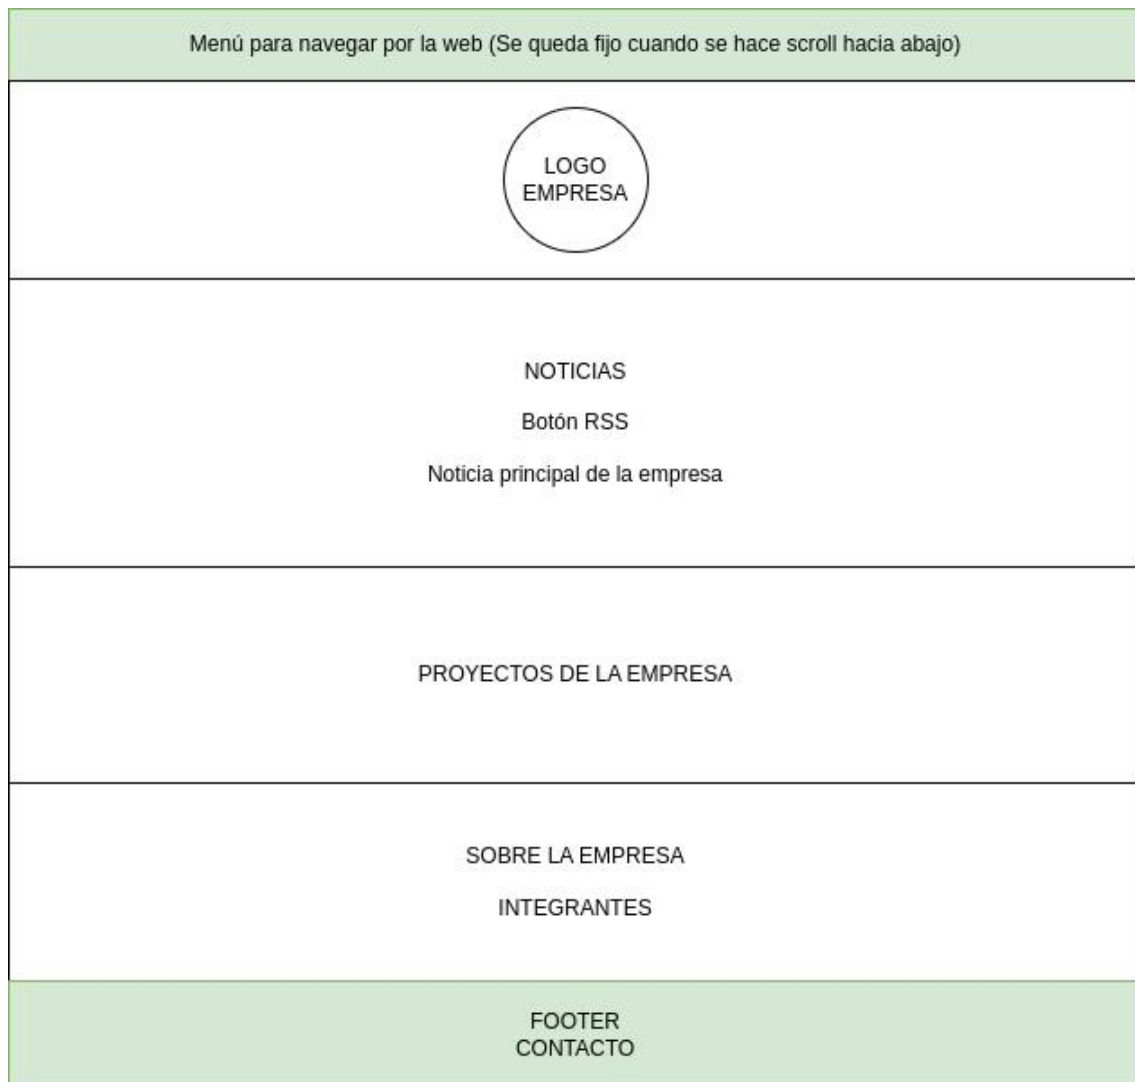 Menú para navegar por la web (Se queda fijo cuando se hace scroll hacia abajo)
LOGO
EMPRESA
NOTICIAS
Botón RSS
Noticia principal de la empresa
PROYECTOS DE LA EMPRESA
SOBRE LA EMPRESA
INTEGRANTES
FOOTER
CONTACTO